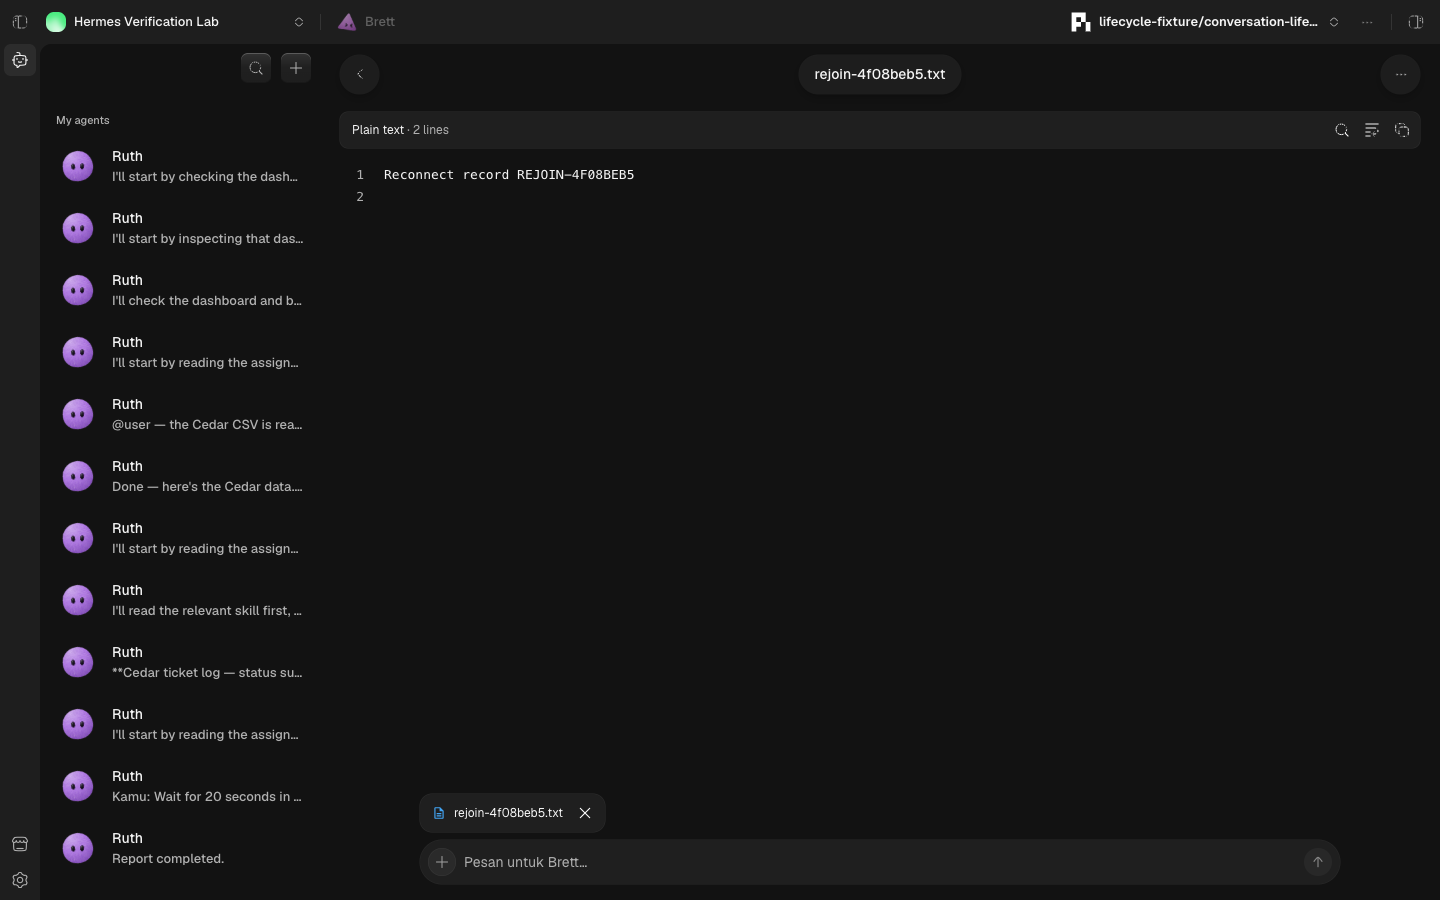 Hermes Verification Lab
Brett
lifecycle-fixture/conversation-life...
My agents
Ruth
I'll start by checking the dash...
Ruth
I'll start by inspecting that das...
Ruth
I'll check the dashboard and b...
Ruth
I'll start by reading the assign...
Ruth
@user — the Cedar CSV is rea...
Ruth
Done — here's the Cedar data....
Ruth
I'll start by reading the assign...
Ruth
I'll read the relevant skill first, ...
Ruth
**Cedar ticket log — status su...
Ruth
I'll start by reading the assign...
Ruth
Kamu: Wait for 20 seconds in ...
Ruth
Report completed.
rejoin-4f08beb5.txt
Plain text · 2 lines
1 Reconnect record REJOIN-4F08BEB5
2
rejoin-4f08beb5.txt
Pesan untuk Brett...